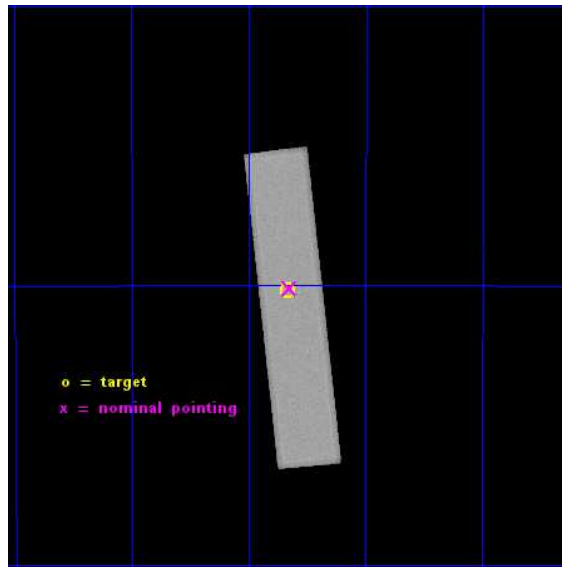 o = target
x = nominal pointing